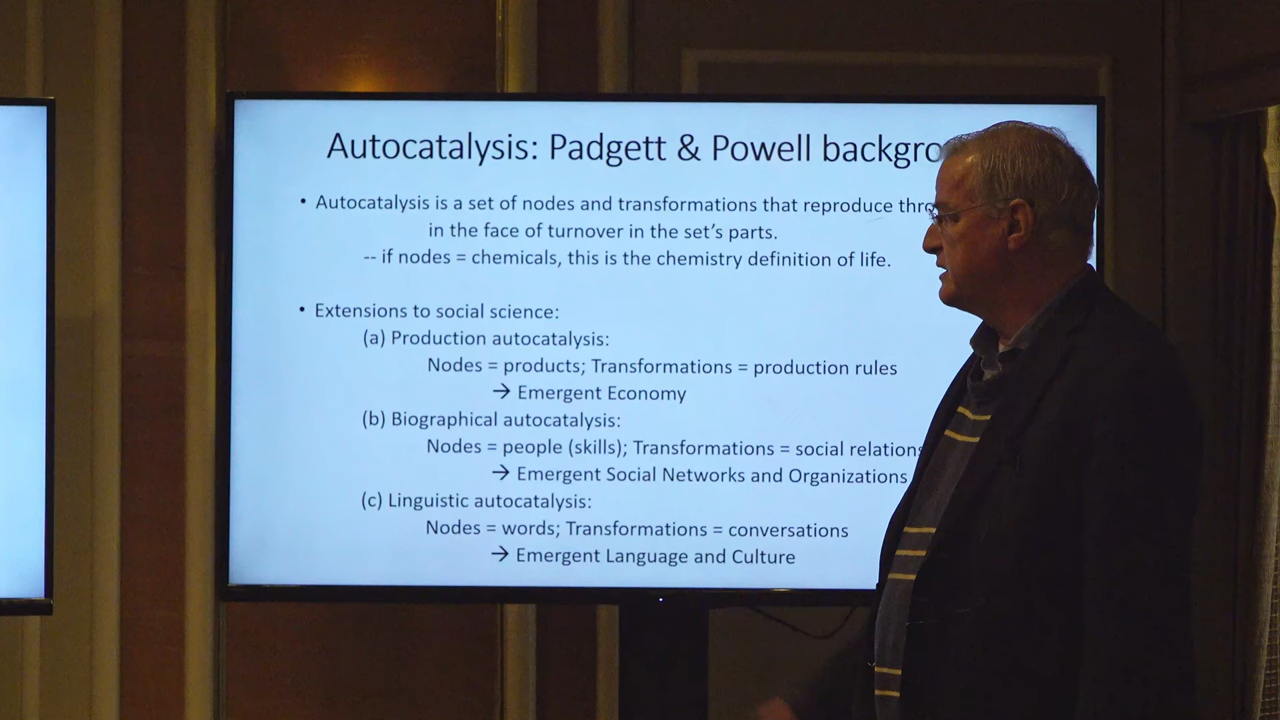 Autocatalysis: Padgett & Powell
• Autocatalysis is a set of nodes and transformations that reproduce
in the face of turnover in the set's parts.
-- if nodes = chemicals, this is the chemistry definition of life.
• Extensions to social science:
(a) Production autocatalysis:
Nodes = products; Transformations = production rules
→ Emergent Economy
(b) Biographical autocatalysis:
Nodes = people (skills); Transformations = social relations
→ Emergent Social Networks and Organizations
(c) Linguistic autocatalysis:
Nodes = words; Transformations = conversations
→ Emergent Language and Culture